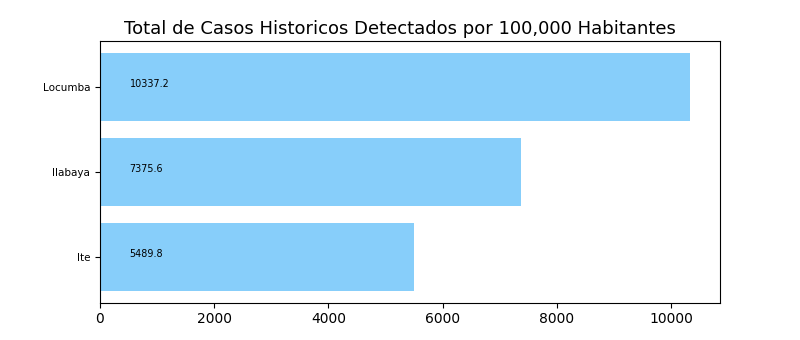 Total de Casos Historicos Detectados por 100,000 Habitantes
Locumba
10337.2
Ilabaya
7375.6
Ite
5489.8
0 2000 4000 6000 8000 10000